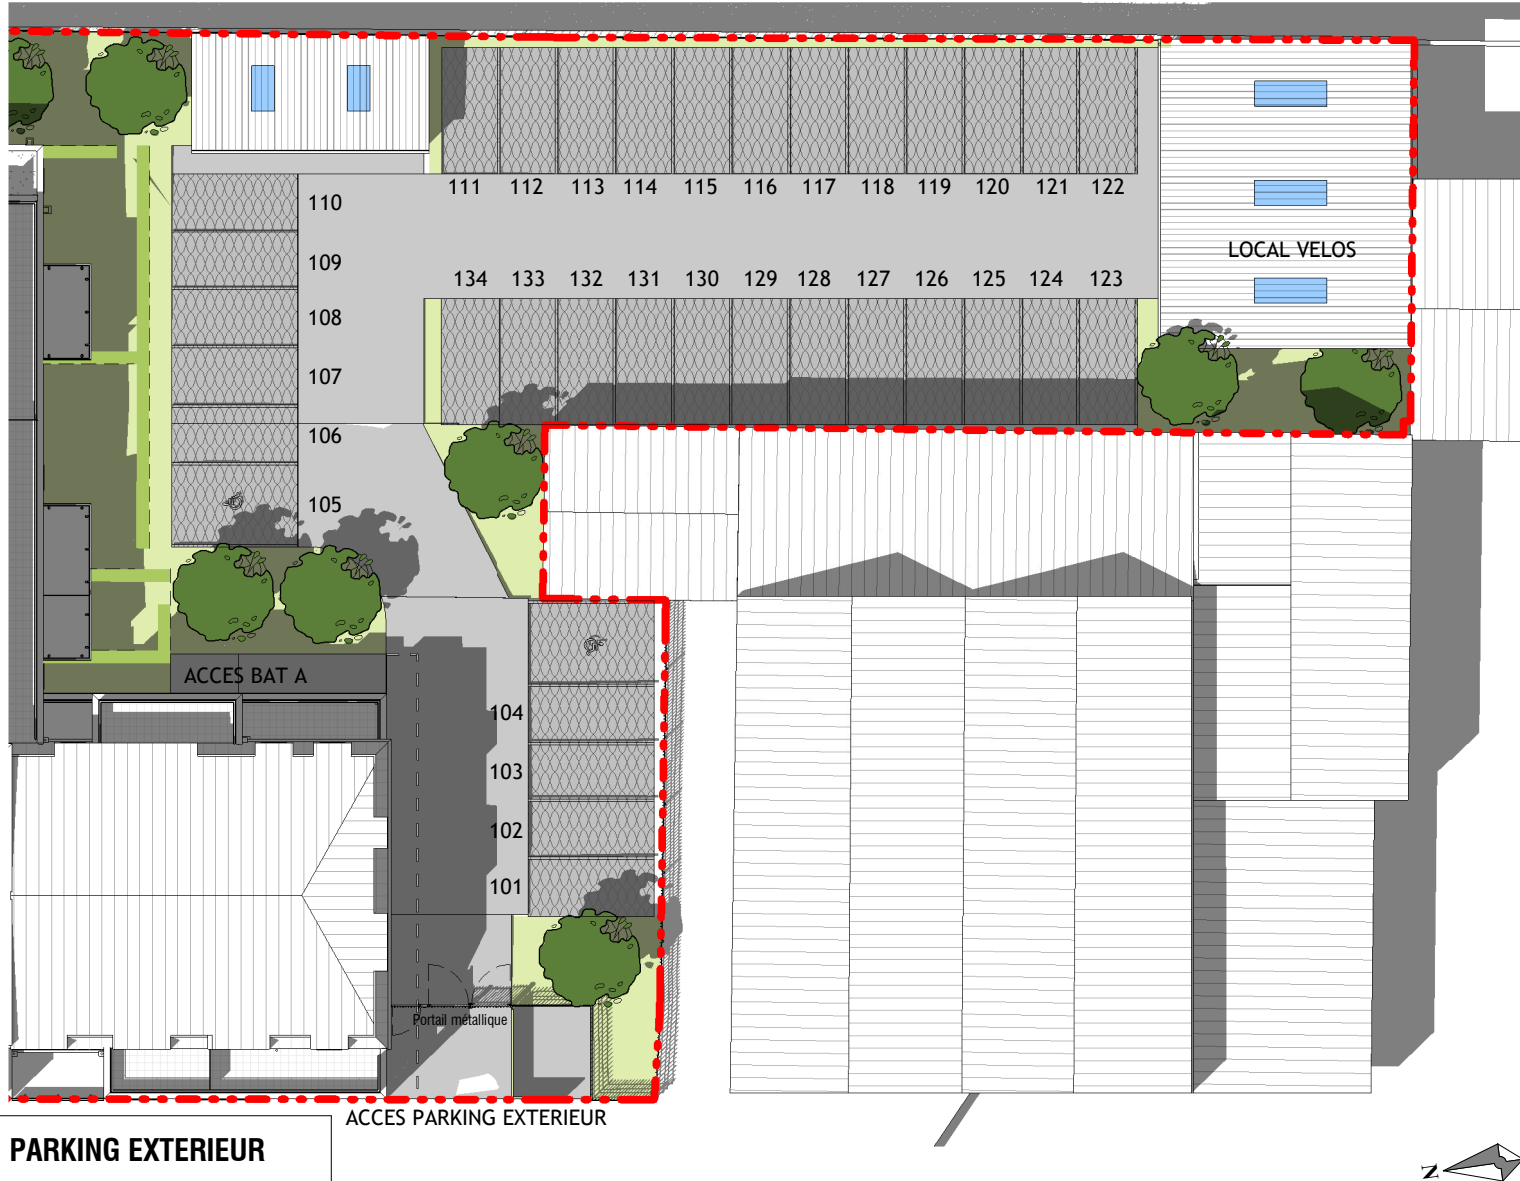 111 112 113 114 115 116 117 118 119 120 121 122
110
109
108
107
106
105
134 133 132 131 130 129 128 127 126 125 124 123
LOCAL VELOS
ACCES BAT A
104
103
102
101
Portail métallique
ACCES PARKING EXTERIEUR
PARKING EXTERIEUR
N